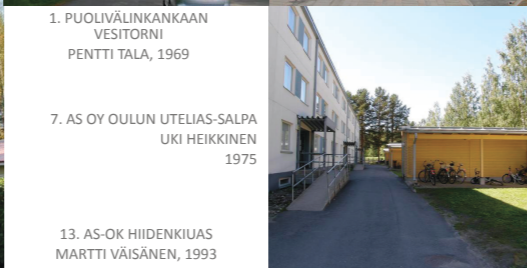 1. PUOLIVÄLINKANKAAN
VESITORNI
PENTTI TALA, 1969
7. AS OY OULUN UTELIAS-SALPA
UKI HEIKKINEN
1975
13. AS-OK HIIDENKIUAS
MARTTI VÄISÄNEN, 1993